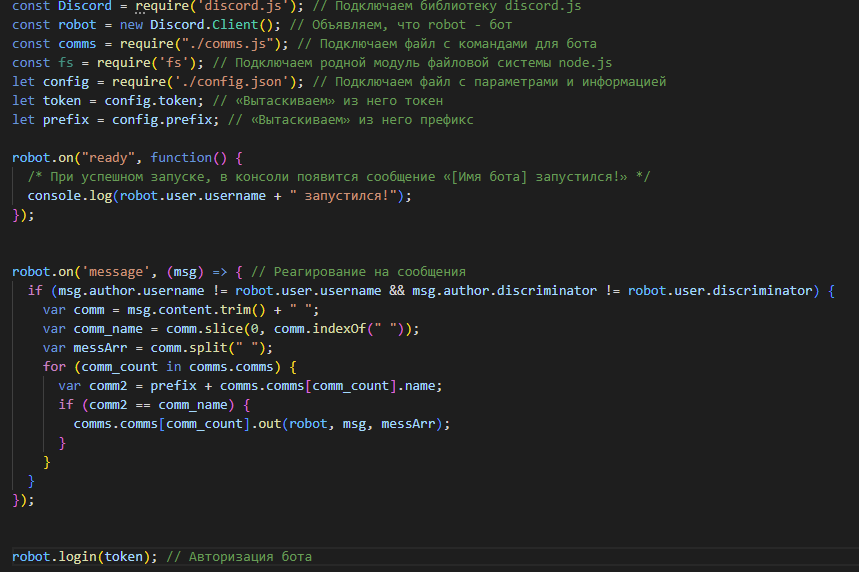 const Discord = require('discord.js'); // Подключаем библиотеку discord.js
const robot = new Discord.Client(); // Объявляем, что robot - бот
const comms = require("./comms.js"); // Подключаем файл с командами для бота
const fs = require('fs'); // Подключаем родной модуль файловой системы node.js
let config = require('./config.json'); // Подключаем файл с параметрами и информацией
let token = config.token; // «Вытаскиваем» из него токен
let prefix = config.prefix; // «Вытаскиваем» из него префикс
robot.on("ready", function() {
/* При успешном запуске, в консоли появится сообщение «[Имя бота] запустился!» */
console.log(robot.user.username + " запустился!");
});
robot.on('message', (msg) => { // Реагирование на сообщения
if (msg.author.username != robot.user.username && msg.author.discriminator != robot.user.discriminator) {
var comm = msg.content.trim() + " ";
var comm_name = comm.slice(0, comm.indexOf(" "));
var messArr = comm.split(" ");
for (comm_count in comms.comms) {
var comm2 = prefix + comms.comms[comm_count].name;
if (comm2 == comm_name) {
comms.comms[comm_count].out(robot, msg, messArr);
}
}
}
});
robot.login(token); // Авторизация бота